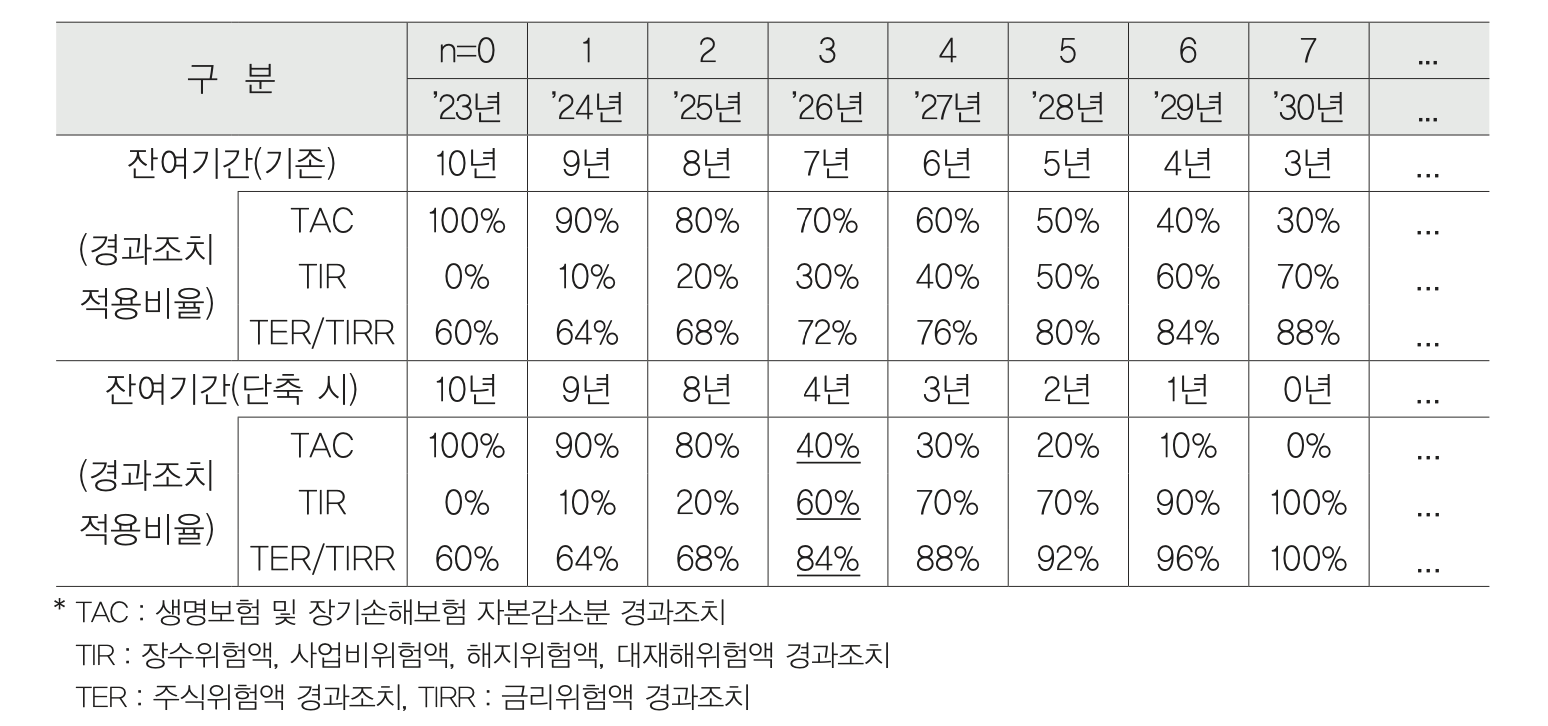 구 분 n=0 1 2 3 4 5 6 7 ...
'23년 '24년 '25년 '26년 '27년 '28년 '29년 '30년 ...
잔여기간(기존) 10년 9년 8년 7년 6년 5년 4년 3년 ...
(경과조치 적용비율) TAC 100% 90% 80% 70% 60% 50% 40% 30% ...
TIR 0% 10% 20% 30% 40% 50% 60% 70% ...
TER/TIRR 60% 64% 68% 72% 76% 80% 84% 88% ...
잔여기간(단축 시) 10년 9년 8년 4년 3년 2년 1년 0년 ...
(경과조치 적용비율) TAC 100% 90% 80% 40% 30% 20% 10% 0% ...
TIR 0% 10% 20% 60% 70% 70% 90% 100% ...
TER/TIRR 60% 64% 68% 84% 88% 92% 96% 100% ...
* TAC : 생명보험 및 장기손해보험 자본감소분 경과조치
TIR : 장수위험액, 사업비위험액, 해지위험액, 대재해위험액 경과조치
TER : 주식위험액 경과조치, TIRR : 금리위험액 경과조치